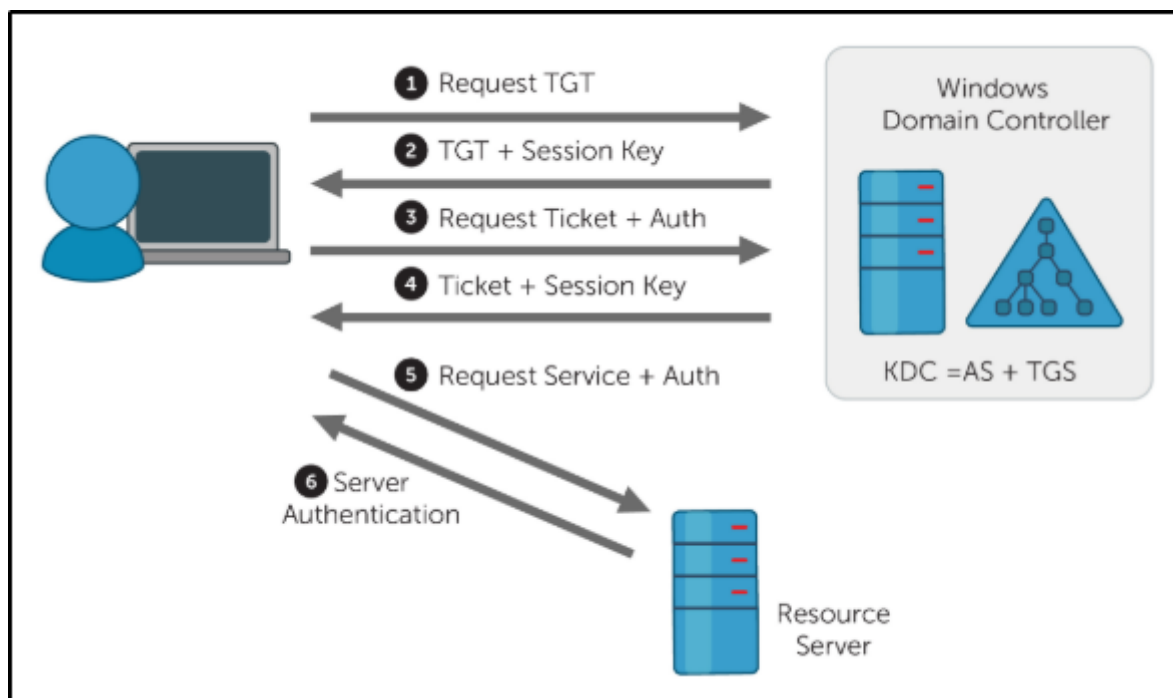 1 Request TGT
2 TGT + Session Key
3 Request Ticket + Auth
4 Ticket + Session Key
5 Request Service + Auth
6 Server
Authentication
Windows
Domain Controller
KDC =AS + TGS
Resource
Server